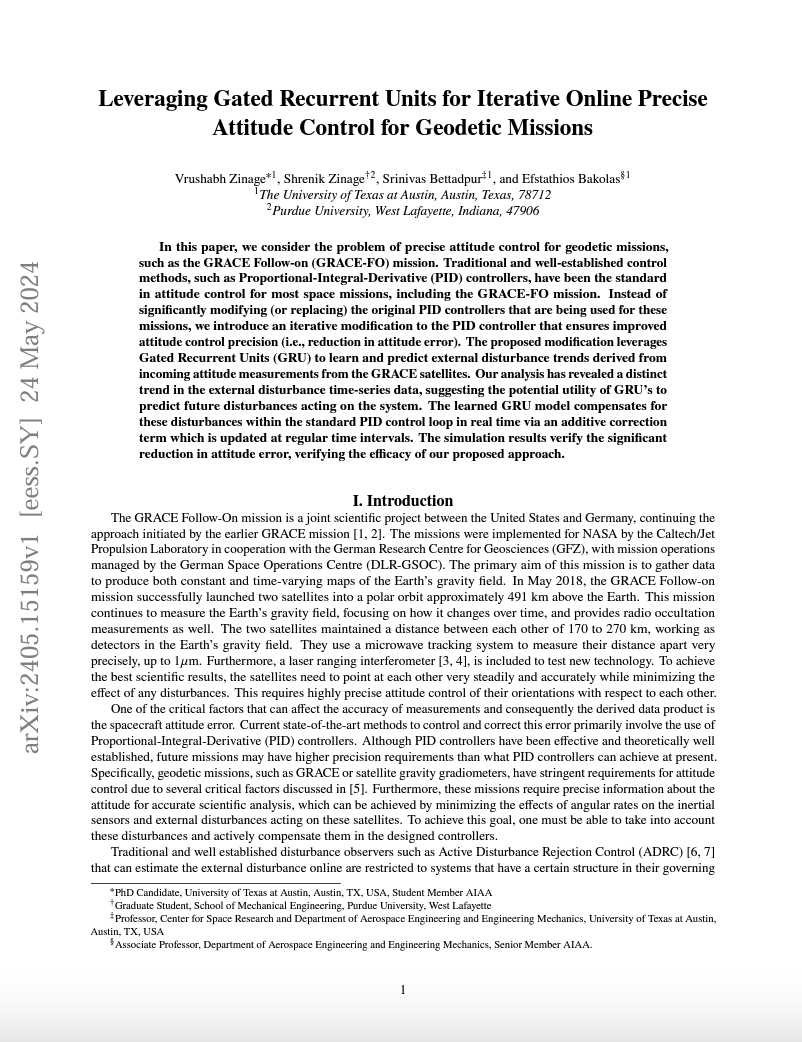 Leveraging Gated Recurrent Units for Iterative Online Precise
Attitude Control for Geodetic Missions
Vrushabh Zinage*1, Shrenik Zinage†2, Srinivas Bettadpur‡1, and Efstathios Bakolas§1
1The University of Texas at Austin, Austin, Texas, 78712
2Purdue University, West Lafayette, Indiana, 47906
In this paper, we consider the problem of precise attitude control for geodetic missions,
such as the GRACE Follow-on (GRACE-FO) mission. Traditional and well-established control
methods, such as Proportional-Integral-Derivative (PID) controllers, have been the standard
in attitude control for most space missions, including the GRACE-FO mission. Instead of
significantly modifying (or replacing) the original PID controllers that are being used for these
missions, we introduce an iterative modification to the PID controller that ensures improved
attitude control precision (i.e., reduction in attitude error). The proposed modification leverages
Gated Recurrent Units (GRU) to learn and predict external disturbance trends derived from
incoming attitude measurements from the GRACE satellites. Our analysis has revealed a distinct
trend in the external disturbance time-series data, suggesting the potential utility of GRU's to
predict future disturbances acting on the system. The learned GRU model compensates for
these disturbances within the standard PID control loop in real time via an additive correction
term which is updated at regular time intervals. The simulation results verify the significant
reduction in attitude error, verifying the efficacy of our proposed approach.
I. Introduction
The GRACE Follow-On mission is a joint scientific project between the United States and Germany, continuing the
approach initiated by the earlier GRACE mission [1, 2]. The missions were implemented for NASA by the Caltech/Jet
Propulsion Laboratory in cooperation with the German Research Centre for Geosciences (GFZ), with mission operations
managed by the German Space Operations Centre (DLR-GSOC). The primary aim of this mission is to gather data
to produce both constant and time-varying maps of the Earth's gravity field. In May 2018, the GRACE Follow-on
mission successfully launched two satellites into a polar orbit approximately 491 km above the Earth. This mission
continues to measure the Earth's gravity field, focusing on how it changes over time, and provides radio occultation
measurements as well. The two satellites maintained a distance between each other of 170 to 270 km, working as
detectors in the Earth's gravity field. They use a microwave tracking system to measure their distance apart very
precisely, up to 1μm. Furthermore, a laser ranging interferometer [3, 4], is included to test new technology. To achieve
the best scientific results, the satellites need to point at each other very steadily and accurately while minimizing the
effect of any disturbances. This requires highly precise attitude control of their orientations with respect to each other.
One of the critical factors that can affect the accuracy of measurements and consequently the derived data product is
the spacecraft attitude error. Current state-of-the-art methods to control and correct this error primarily involve the use of
Proportional-Integral-Derivative (PID) controllers. Although PID controllers have been effective and theoretically well
established, future missions may have higher precision requirements than what PID controllers can achieve at present.
Specifically, geodetic missions, such as GRACE or satellite gravity gradiometers, have stringent requirements for attitude
control due to several critical factors discussed in [5]. Furthermore, these missions require precise information about the
attitude for accurate scientific analysis, which can be achieved by minimizing the effects of angular rates on the inertial
sensors and external disturbances acting on these satellites. To achieve this goal, one must be able to take into account
these disturbances and actively compensate them in the designed controllers.
Traditional and well established disturbance observers such as Active Disturbance Rejection Control (ADRC) [6, 7]
that can estimate the external disturbance online are restricted to systems that have a certain structure in their governing
*PhD Candidate, University of Texas at Austin, Austin, TX, USA, Student Member AIAA
†Graduate Student, School of Mechanical Engineering, Purdue University, West Lafayette
‡Professor, Center for Space Research and Department of Aerospace Engineering and Engineering Mechanics, University of Texas at Austin,
Austin, TX, USA
§Associate Professor, Department of Aerospace Engineering and Engineering Mechanics, Senior Member AIAA.
1
arXiv:2405.15159v1 [eess.SY] 24 May 2024